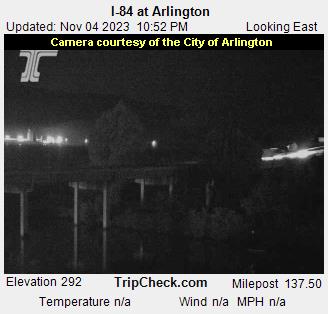 I-84 at Arlington
Updated: Nov 04 2023 10:52 PM Looking East
Camera courtesy of the City of Arlington
Elevation 292 TripCheck.com Milepost 137.50
Temperature n/a Wind n/a MPH n/a